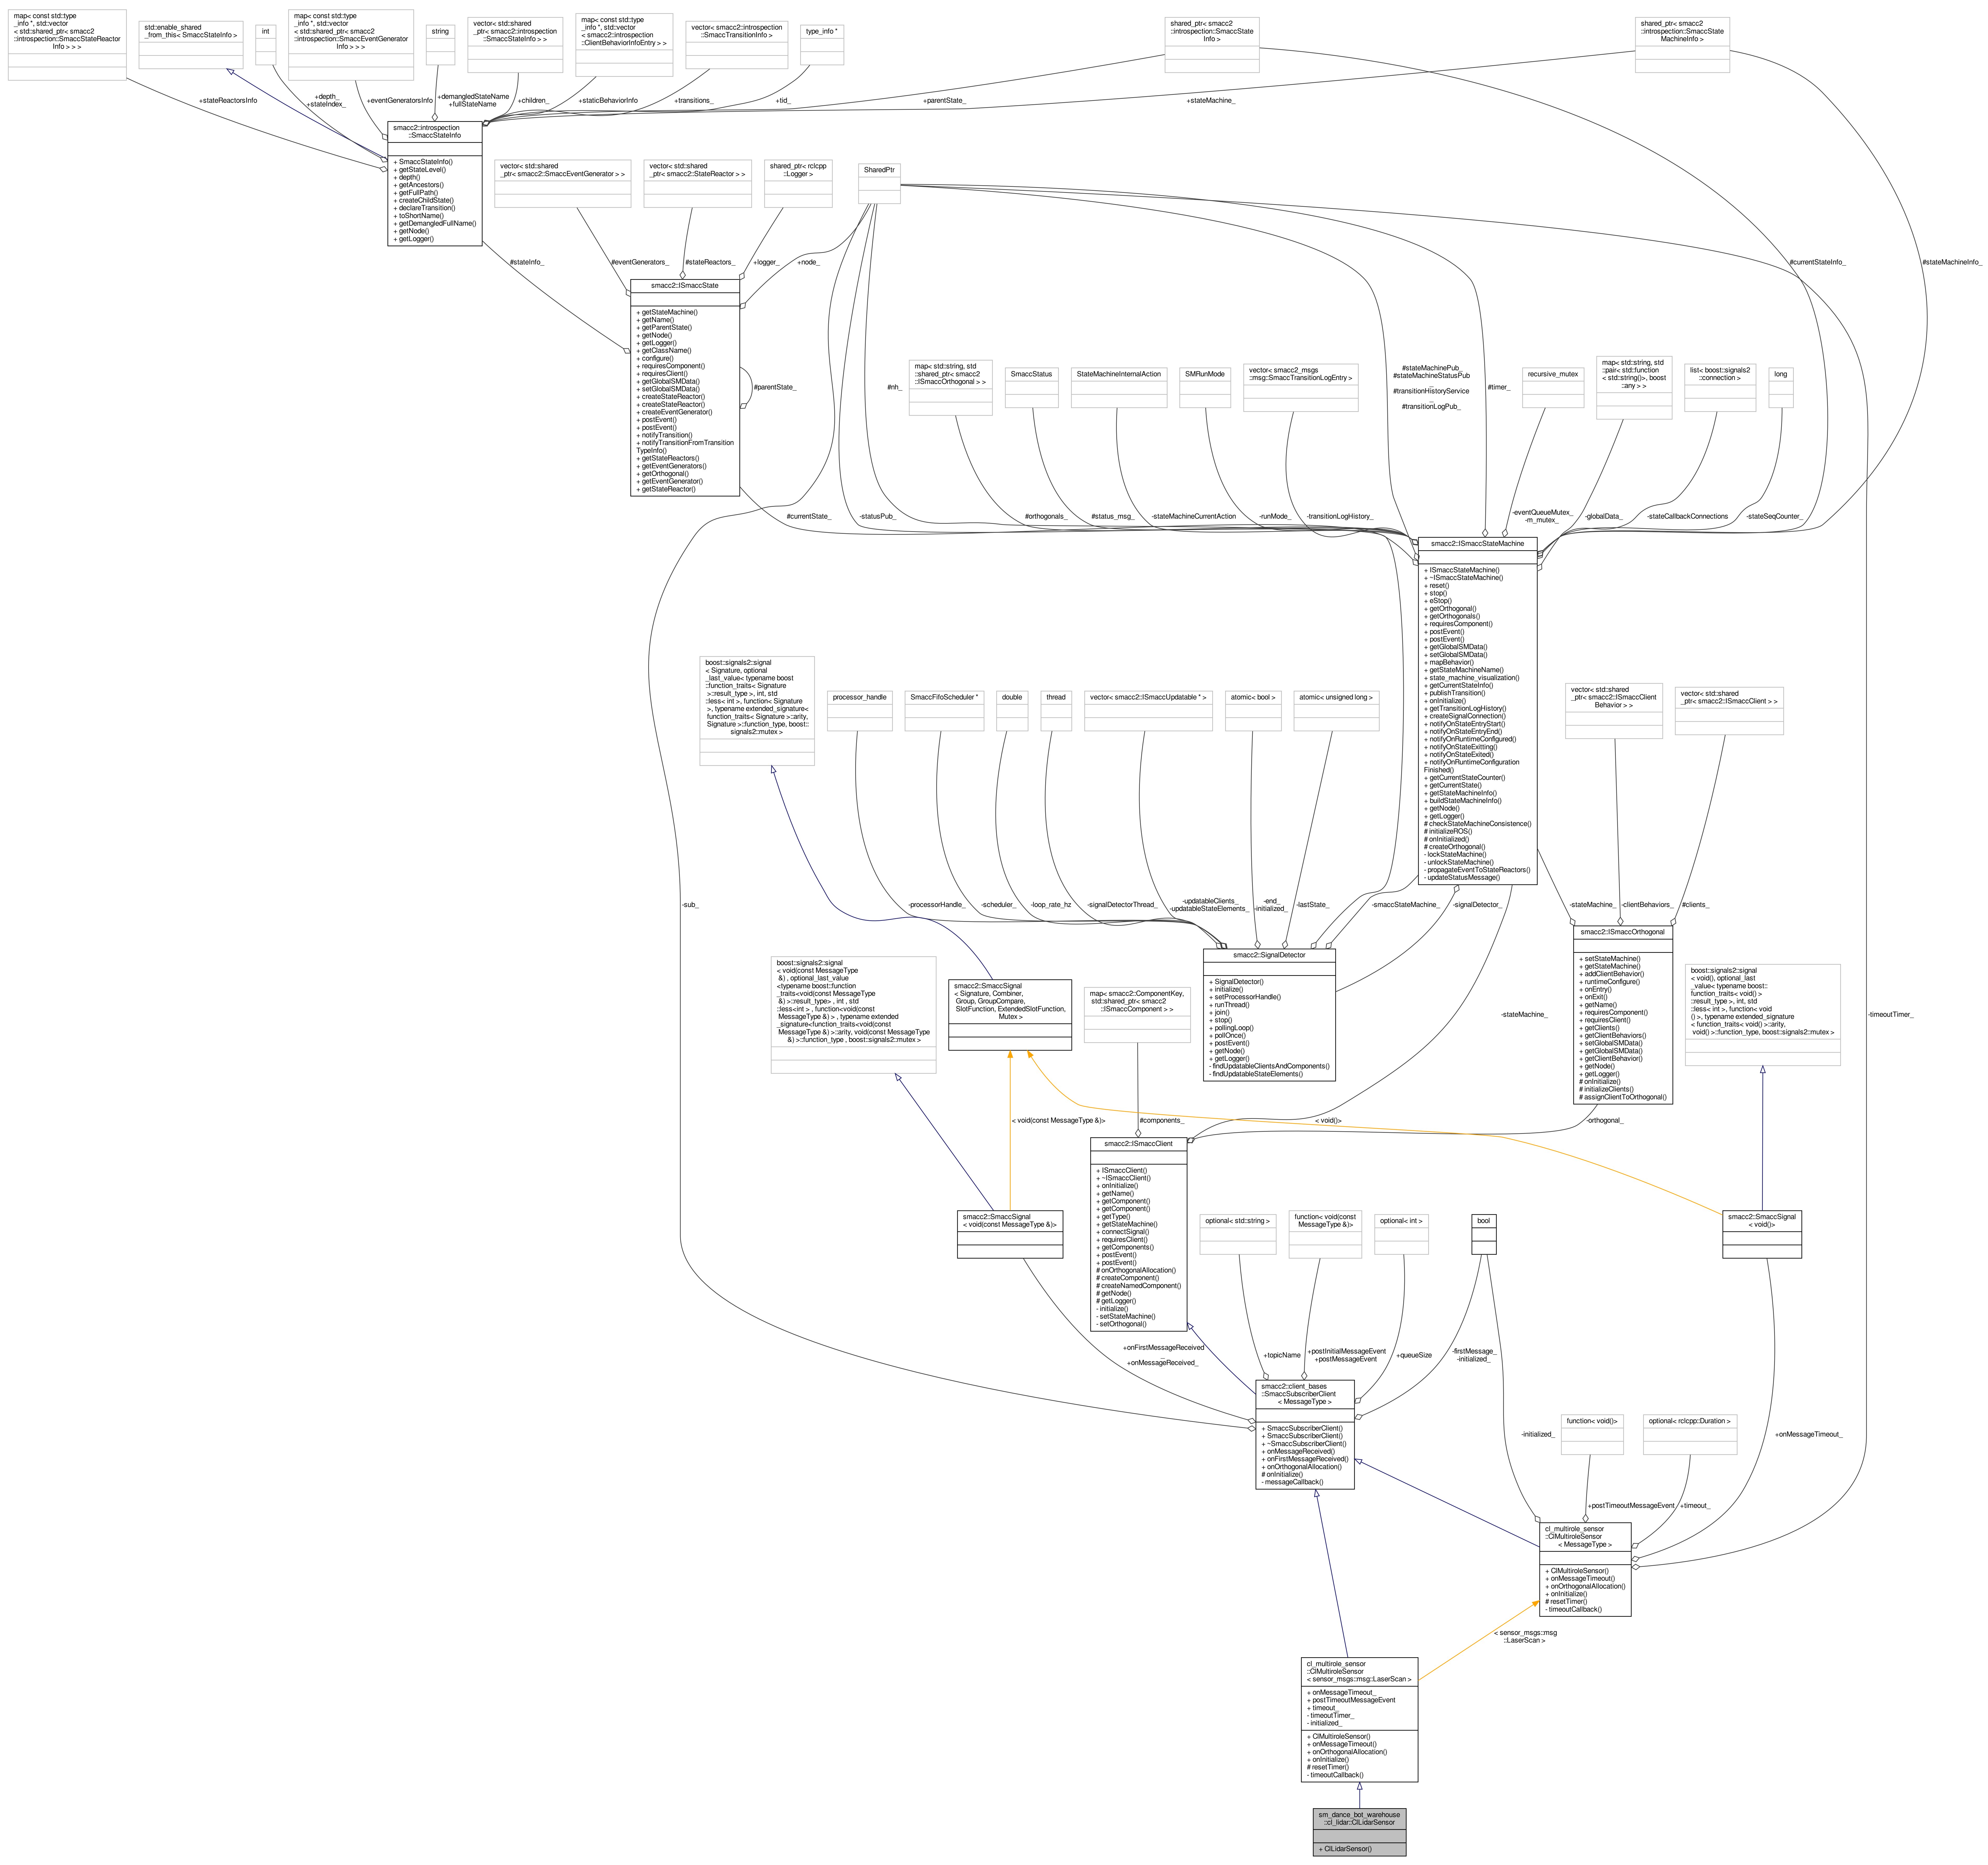 map< const std::type
_info *, std::vector
< std::shared_ptr< smacc2
::introspection::SmaccStateReactor
Info > > >
std::enable_shared
_from_this< SmaccStateInfo >
int
map< const std::type
_info *, std::vector
< std::shared_ptr< smacc2
::introspection::SmaccEventGenerator
Info > > >
string
vector< std::shared
_ptr< smacc2::introspection
::SmaccStateInfo > >
map< const std::type
_info *, std::vector
< smacc2::introspection
::ClientBehaviorInfoEntry > >
vector< smacc2::introspection
::SmaccTransitionInfo >
type_info *
shared_ptr< smacc2
::introspection::SmaccState
Info >
shared_ptr< smacc2
::introspection::SmaccState
MachineInfo >
+stateReactorsInfo
+depth_
+stateIndex_
+eventGeneratorsInfo
+demangledStateName
+fullStateName
+children_
+staticBehaviorInfo
+transitions_
+tid_
+parentState_
+stateMachine_
smacc2::introspection
::SmaccStateInfo
+ SmaccStateInfo()
+ getStateLevel()
+ depth()
+ getAncestors()
+ getFullPath()
+ createChildState()
+ declareTransition()
+ toShortName()
+ getDemangledFullName()
+ getNode()
+ getLogger()
vector< std::shared
_ptr< smacc2::SmaccEventGenerator > >
vector< std::shared
_ptr< smacc2::StateReactor > >
shared_ptr< rclcpp
::Logger >
SharedPtr
#stateInfo_
#eventGenerators_
#stateReactors_
+logger_
+node_
#currentStateInfo_
#stateMachineInfo_
smacc2::ISmaccState
+ getStateMachine()
+ getName()
+ getParentState()
+ getNode()
+ getLogger()
+ getClassName()
+ configure()
+ requiresComponent()
+ requiresClient()
+ getGlobalSMData()
+ setGlobalSMData()
+ createStateReactor()
+ createStateReactor()
+ createEventGenerator()
+ postEvent()
+ postEvent()
+ notifyTransition()
+ notifyTransitionFromTransition
TypeInfo()
+ getStateReactors()
+ getEventGenerators()
+ getOrthogonal()
+ getEventGenerator()
+ getStateReactor()
#parentState_
#nh_
map< std::string, std
::shared_ptr< smacc2
::ISmaccOrthogonal > >
SmaccStatus
StateMachineInternalAction
SMRunMode
vector< smacc2_msgs
::msg::SmaccTransitionLogEntry >
#stateMachinePub_
#stateMachineStatusPub
_
#transitionHistoryService
_
#transitionLogPub_
#timer_
recursive_mutex
map< std::string, std
::pair< std::function
< std::string()>, boost
::any > >
list< boost::signals2
::connection >
long
#currentState_
-statusPub_
#orthogonals_
#status_msg_
-stateMachineCurrentAction
-runMode_
-transitionLogHistory_
-eventQueueMutex_
-m_mutex_
-globalData_
-stateCallbackConnections
-stateSeqCounter_
smacc2::ISmaccStateMachine
+ ISmaccStateMachine()
+ ~ISmaccStateMachine()
+ reset()
+ stop()
+ eStop()
+ getOrthogonal()
+ getOrthogonals()
+ requiresComponent()
+ postEvent()
+ postEvent()
+ getGlobalSMData()
+ setGlobalSMData()
+ mapBehavior()
+ getStateMachineName()
+ state_machine_visualization()
+ getCurrentStateInfo()
+ publishTransition()
+ onInitialize()
+ getTransitionLogHistory()
+ createSignalConnection()
+ notifyOnStateEntryStart()
+ notifyOnStateEntryEnd()
+ notifyOnRuntimeConfigured()
+ notifyOnStateExitting()
+ notifyOnStateExited()
+ notifyOnRuntimeConfiguration
Finished()
+ getCurrentStateCounter()
+ getCurrentState()
+ getStateMachineInfo()
+ buildStateMachineInfo()
+ getNode()
+ getLogger()
# checkStateMachineConsistence()
# initializeROS()
# onInitialized()
# createOrthogonal()
- lockStateMachine()
- unlockStateMachine()
- propagateEventToStateReactors()
- updateStatusMessage()
boost::signals2::signal
< Signature, optional
_last_value< typename boost
::function_traits< Signature
>::result_type >, int, std
::less< int >, function< Signature
>, typename extended_signature<
function_traits< Signature >::arity,
Signature >::function_type, boost::
signals2::mutex >
processor_handle
SmaccFifoScheduler *
double
thread
vector< smacc2::ISmaccUpdatable * >
atomic< bool >
atomic< unsigned long >
vector< std::shared
_ptr< smacc2::ISmaccClient
Behavior > >
vector< std::shared
_ptr< smacc2::ISmaccClient > >
-sub_
-processorHandle_
-scheduler_
-loop_rate_hz
-signalDetectorThread_
-updatableClients_
-updatableStateElements_
-end_
-initialized_
-lastState_
-smaccStateMachine_
-signalDetector_
-stateMachine_
-clientBehaviors_
#clients_
smacc2::SignalDetector
+ SignalDetector()
+ initialize()
+ setProcessorHandle()
+ runThread()
+ join()
+ stop()
+ pollingLoop()
+ pollOnce()
+ postEvent()
+ getNode()
+ getLogger()
- findUpdatableClientsAndComponents()
- findUpdatableStateElements()
smacc2::ISmaccOrthogonal
+ setStateMachine()
+ getStateMachine()
+ addClientBehavior()
+ runtimeConfigure()
+ onEntry()
+ onExit()
+ getName()
+ requiresComponent()
+ requiresClient()
+ getClients()
+ getClientBehaviors()
+ setGlobalSMData()
+ getGlobalSMData()
+ getClientBehavior()
+ getNode()
+ getLogger()
# onInitialize()
# initializeClients()
# assignClientToOrthogonal()
boost::signals2::signal
< void(const MessageType
&) , optional_last_value
<typename boost::function
_traits<void(const MessageType
&) >::result_type> , int , std
::less<int > , function<void(const
MessageType &) > , typename extended
_signature<function_traits<void(const
MessageType &) >::arity, void(const MessageType
&) >::function_type , boost::signals2::mutex >
smacc2::SmaccSignal
< Signature, Combiner,
Group, GroupCompare,
SlotFunction, ExtendedSlotFunction,
Mutex >
map< smacc2::ComponentKey,
std::shared_ptr< smacc2
::ISmaccComponent > >
boost::signals2::signal
< void(), optional_last
_value< typename boost::
function_traits< void() >
::result_type >, int, std
::less< int >, function< void
() >, typename extended_signature
< function_traits< void() >::arity,
void() >::function_type, boost::signals2::mutex >
-stateMachine_
-timeoutTimer_
< void(const MessageType &)>
#components_
< void()>
-orthogonal_
smacc2::ISmaccClient
+ ISmaccClient()
+ ~ISmaccClient()
+ onInitialize()
+ getName()
+ getComponent()
+ getComponent()
+ getType()
+ getStateMachine()
+ connectSignal()
+ requiresClient()
+ getComponents()
+ postEvent()
+ postEvent()
# onOrthogonalAllocation()
# createComponent()
# createNamedComponent()
# getNode()
# getLogger()
- initialize()
- setStateMachine()
- setOrthogonal()
smacc2::SmaccSignal
< void(const MessageType &)>
optional< std::string >
function< void(const
MessageType &)>
optional< int >
bool
smacc2::SmaccSignal
< void()>
+onFirstMessageReceived
_
+onMessageReceived_
+topicName
+postInitialMessageEvent
+postMessageEvent
+queueSize
-firstMessage_
-initialized_
smacc2::client_bases
::SmaccSubscriberClient
< MessageType >
+ SmaccSubscriberClient()
+ SmaccSubscriberClient()
+ ~SmaccSubscriberClient()
+ onMessageReceived()
+ onFirstMessageReceived()
+ onOrthogonalAllocation()
# onInitialize()
- messageCallback()
function< void()>
optional< rclcpp::Duration >
-initialized_
+onMessageTimeout_
+postTimeoutMessageEvent
+timeout_
cl_multirole_sensor
::ClMultiroleSensor
< MessageType >
+ ClMultiroleSensor()
+ onMessageTimeout()
+ onOrthogonalAllocation()
+ onInitialize()
# resetTimer()
- timeoutCallback()
< sensor_msgs::msg
::LaserScan >
cl_multirole_sensor
::ClMultiroleSensor
< sensor_msgs::msg::LaserScan >
+ onMessageTimeout_
+ postTimeoutMessageEvent
+ timeout_
- timeoutTimer_
- initialized_
+ ClMultiroleSensor()
+ onMessageTimeout()
+ onOrthogonalAllocation()
+ onInitialize()
# resetTimer()
- timeoutCallback()
sm_dance_bot_warehouse
::cl_lidar::ClLidarSensor
+ ClLidarSensor()